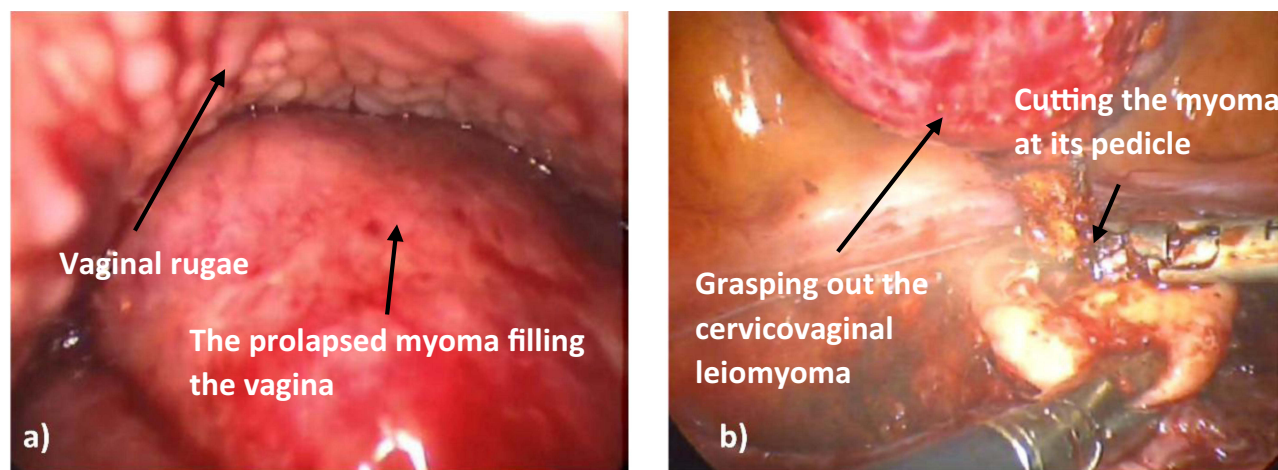 Vaginal rugae
The prolapsed myoma filling
the vagina
a)
Cutting the myoma
at its pedicle
Grasping out the
cervicovaginal
leiomyoma
b)